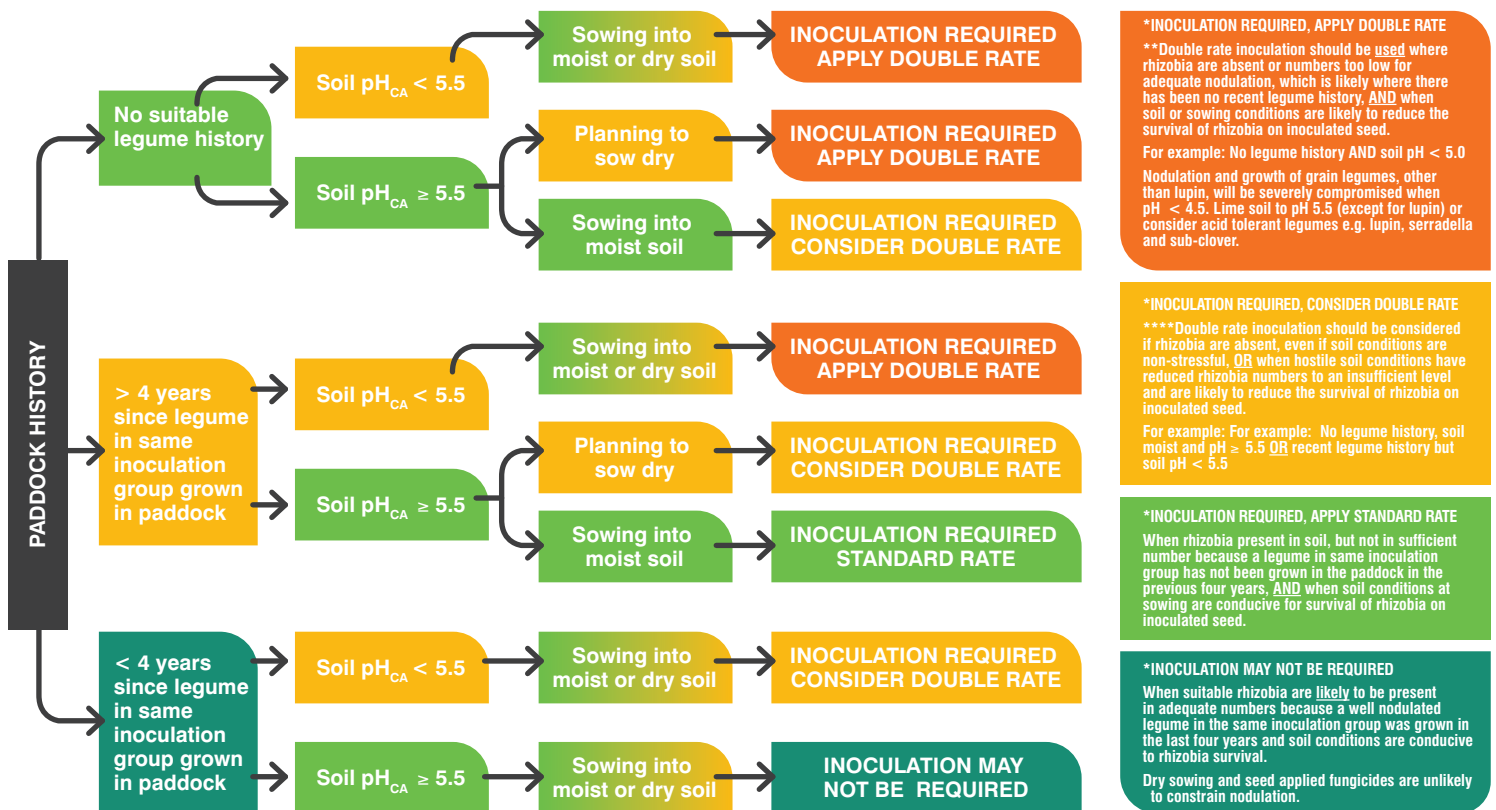 PADDOCK HISTORY
No suitable
legume history
Soil pHCA < 5.5
Sowing into
moist or dry soil
INOCULATION REQUIRED
APPLY DOUBLE RATE
Soil pHCA ≥ 5.5
Planning to
sow dry
INOCULATION REQUIRED
APPLY DOUBLE RATE
Sowing into
moist soil
INOCULATION REQUIRED
CONSIDER DOUBLE RATE
> 4 years
since legume
in same
inoculation
group grown
in paddock
Soil pHCA < 5.5
Sowing into
moist or dry soil
INOCULATION REQUIRED
APPLY DOUBLE RATE
Soil pHCA ≥ 5.5
Planning to
sow dry
INOCULATION REQUIRED
CONSIDER DOUBLE RATE
Sowing into
moist soil
INOCULATION REQUIRED
STANDARD RATE
< 4 years
since legume
in same
inoculation
group grown
in paddock
Soil pHCA < 5.5
Sowing into
moist or dry soil
INOCULATION REQUIRED
CONSIDER DOUBLE RATE
Soil pHCA ≥ 5.5
Sowing into
moist or dry soil
INOCULATION MAY
NOT BE REQUIRED
*INOCULATION REQUIRED, APPLY DOUBLE RATE
**Double rate inoculation should be used where
rhizobia are absent or numbers too low for
adequate nodulation, which is likely where there
has been no recent legume history, AND when
soil or sowing conditions are likely to reduce the
survival of rhizobia on inoculated seed.
For example: No legume history AND soil pH < 5.0
Nodulation and growth of grain legumes, other
than lupin, will be severely compromised when
pH < 4.5. Lime soil to pH 5.5 (except for lupin) or
consider acid tolerant legumes e.g. lupin, serradella
and sub-clover.
*INOCULATION REQUIRED, CONSIDER DOUBLE RATE
****Double rate inoculation should be considered
if rhizobia are absent, even if soil conditions are
non-stressful, OR when hostile soil conditions have
reduced rhizobia numbers to an insufficient level
and are likely to reduce the survival of rhizobia on
inoculated seed.
For example: For example: No legume history, soil
moist and pH ≥ 5.5 OR recent legume history but
soil pH < 5.5
*INOCULATION REQUIRED, APPLY STANDARD RATE
When rhizobia present in soil, but not in sufficient
number because a legume in same inoculation
group has not been grown in the paddock in the
previous four years, AND when soil conditions at
sowing are conducive for survival of rhizobia on
inoculated seed.
*INOCULATION MAY NOT BE REQUIRED
When suitable rhizobia are likely to be present
in adequate numbers because a well nodulated
legume in the same inoculation group was grown in
the last four years and soil conditions are conducive
to rhizobia survival.
Dry sowing and seed applied fungicides are unlikely
to constrain nodulation.